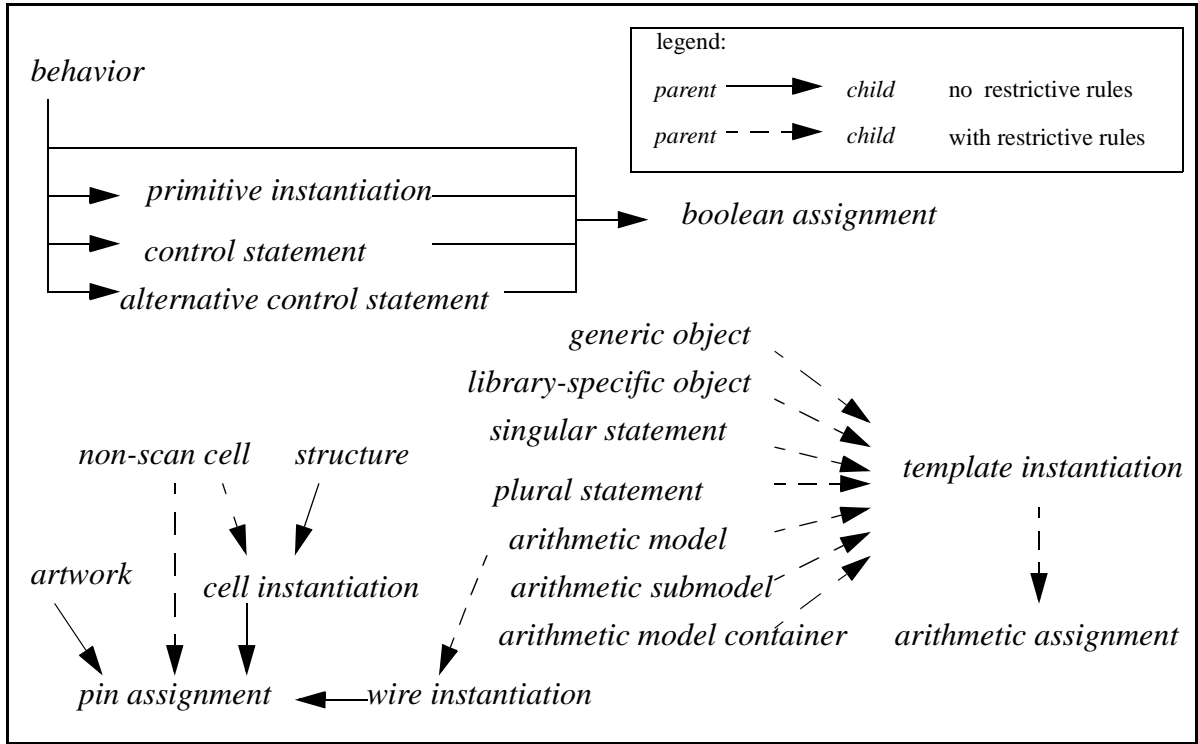 legend:
behavior
parent child no restrictive rules
parent child with restrictive rules
primitive instantiation
boolean assignment
control statement
alternative control statement
generic object
library-specific object
singular statement
non-scan cell structure
template instantiation
plural statement
arithmetic model
artwork
cell instantiation
arithmetic submodel
arithmetic model container
arithmetic assignment
pin assignment
wire instantiation